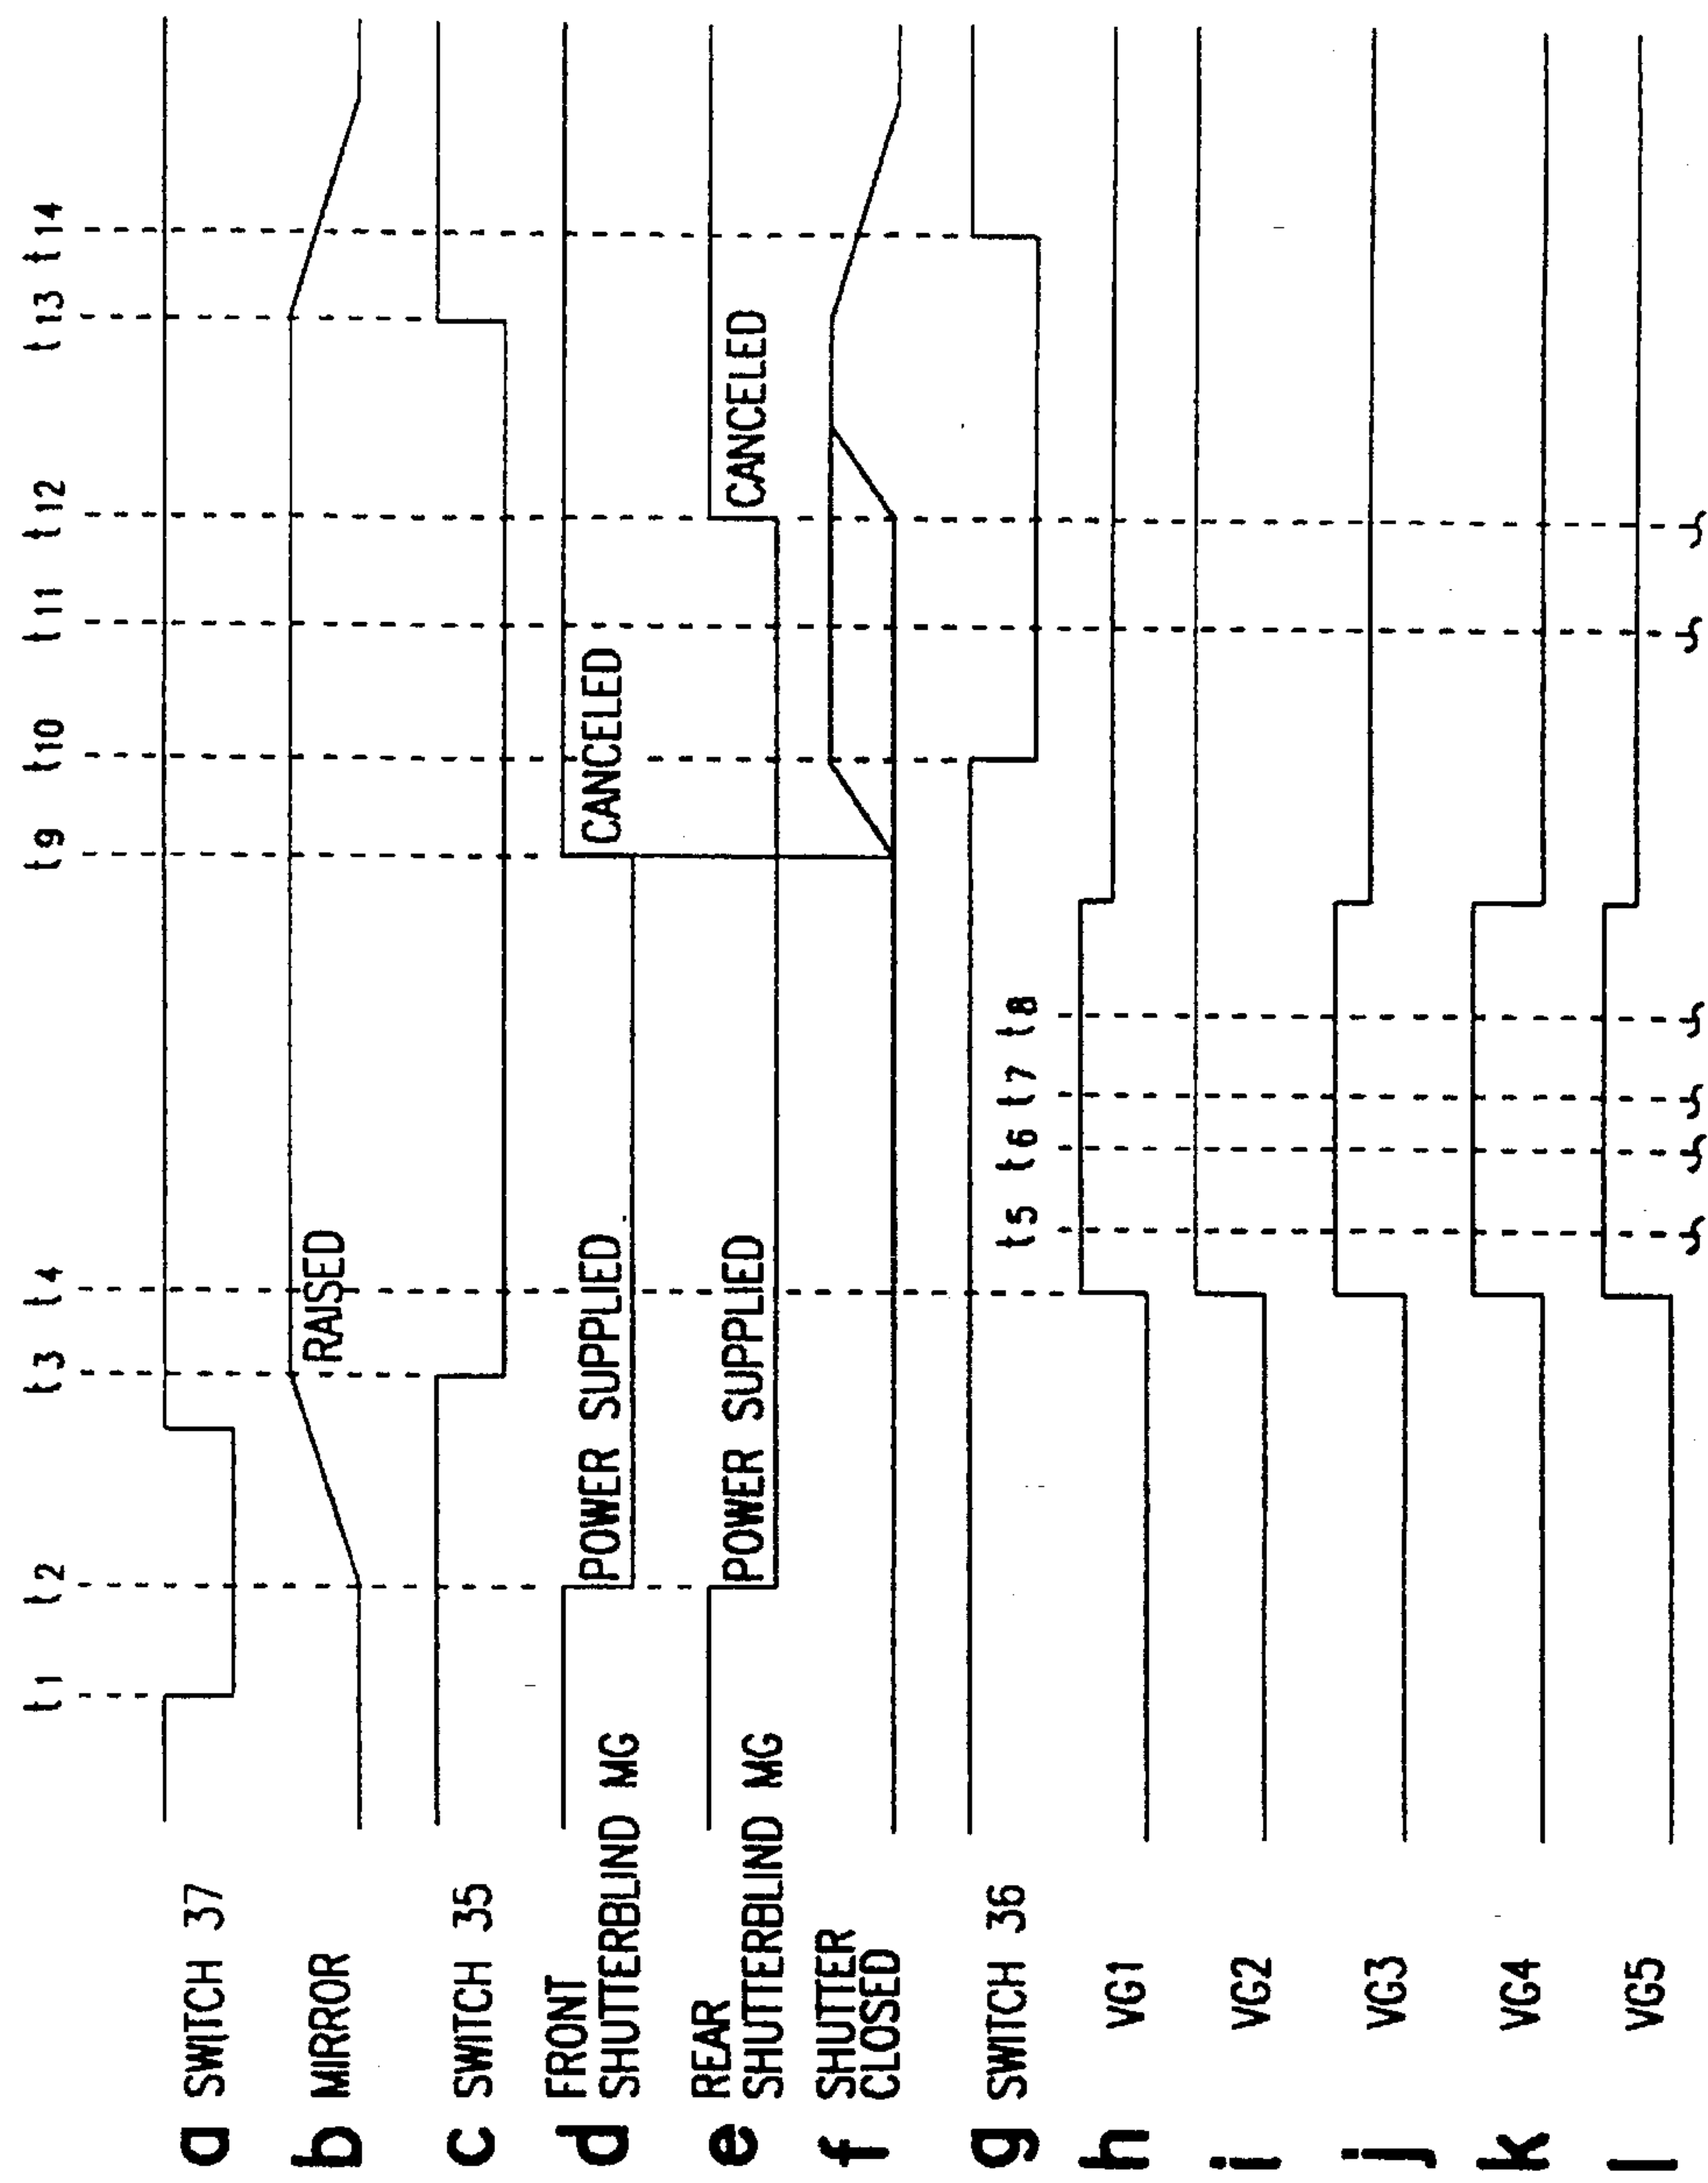 t1 t2 t3 t4 t9 t10 t11 t12 t13 t14
a SWITCH 37
b MIRROR
RAISED
c SWITCH 35
d FRONT
SHUTTERBLIND MG
POWER SUPPLIED
CANCELED
e REAR
SHUTTERBLIND MG
POWER SUPPLIED
CANCELED
f SHUTTER
CLOSED
g SWITCH 36
t5 t6 t7 t8
h VG1
i VG2
j VG3
k VG4
l VG5